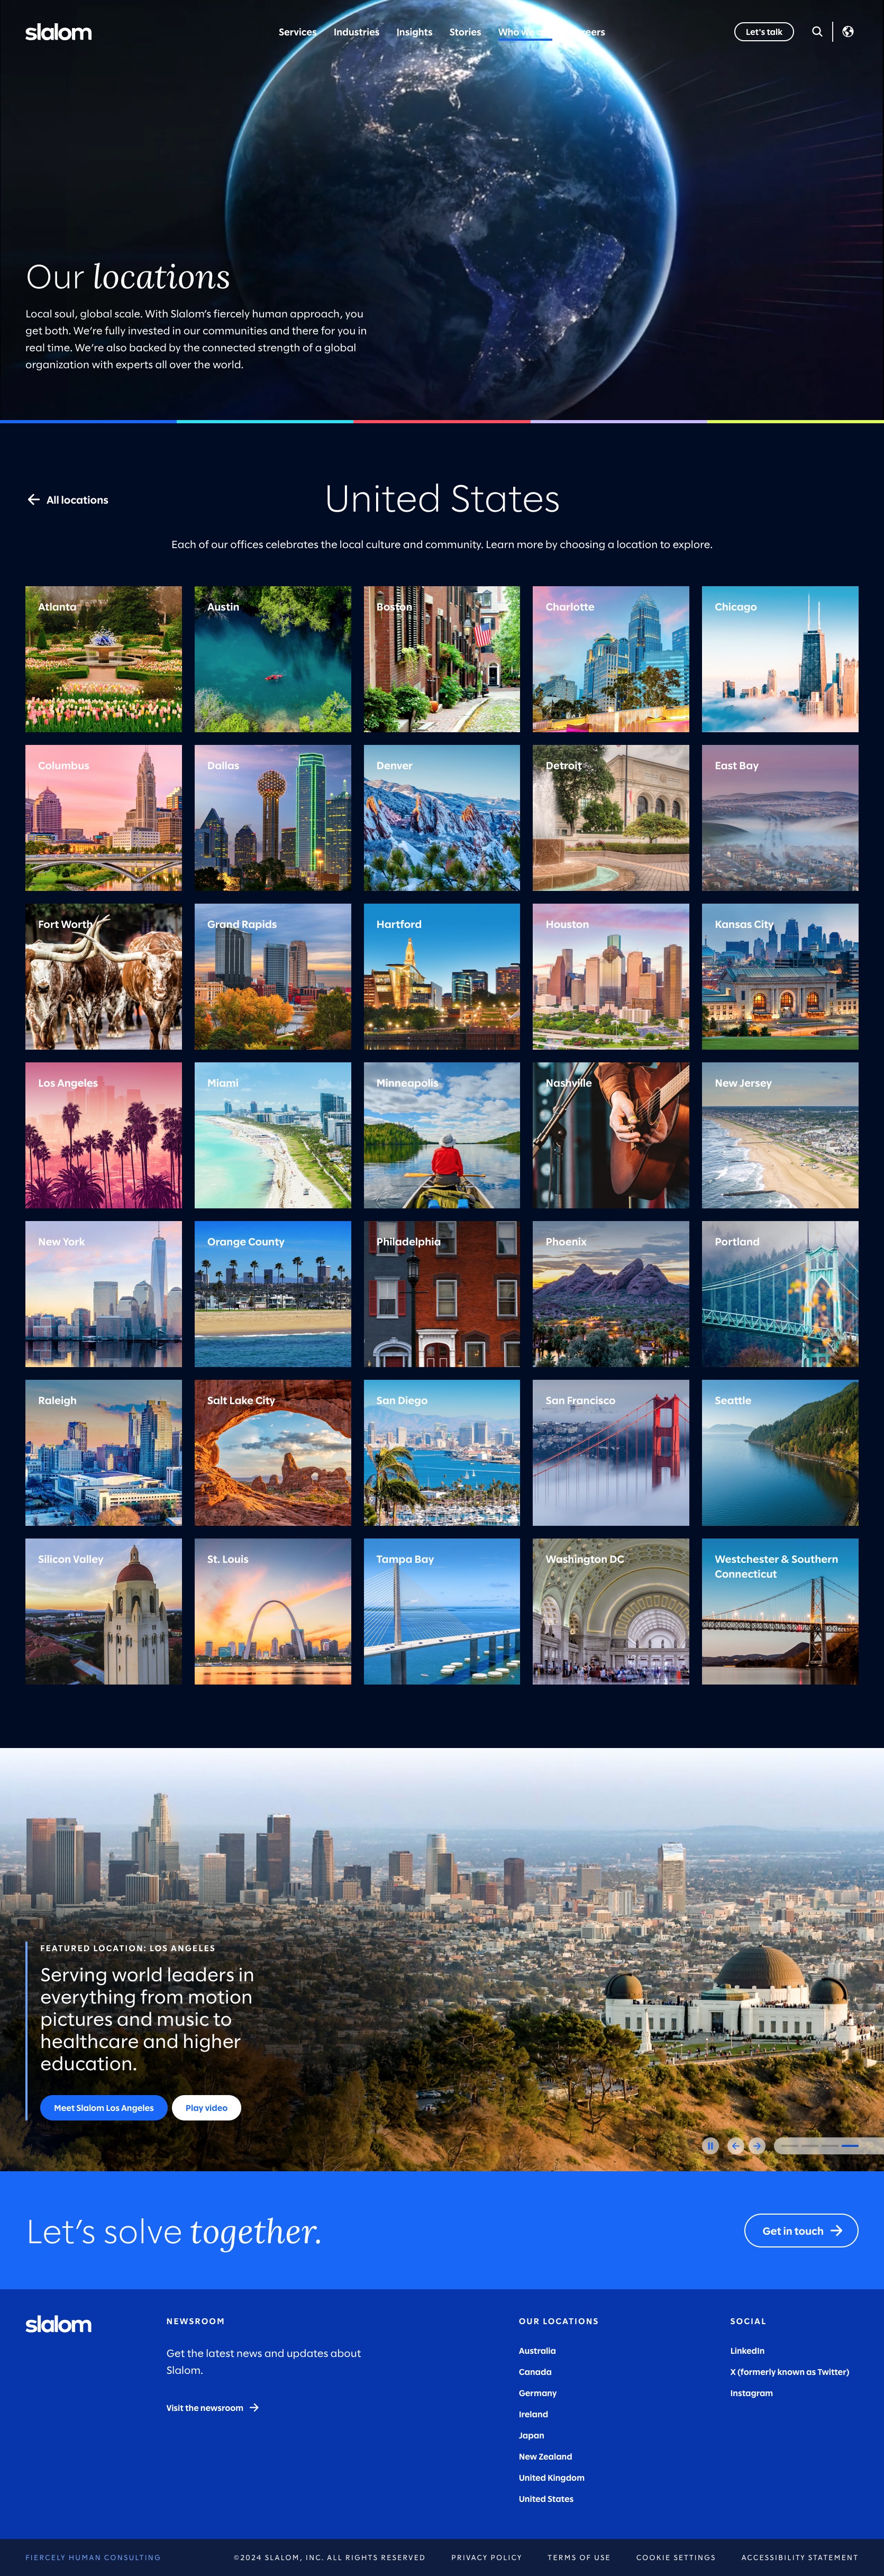 slalom
Services Industries Insights Stories Who we
Let's talk
Our locations
Local soul, global scale. With Slalom's fiercely human approach, you
get both. We're fully invested in our communities and there for you in
real time. We're also backed by the connected strength of a global
organization with experts all over the world.
All locations
United States
Each of our offices celebrates the local culture and community. Learn more by choosing a location to explore.
Atlanta
Austin
Boston
Charlotte
Chicago
Columbus
Dallas
Denver
Detroit
East Bay
Fort Worth
Grand Rapids
Hartford
Houston
Kansas City
Los Angeles
Miami
Minneapolis
Nashville
New Jersey
New York
Orange County
Philadelphia
Phoenix
Portland
Raleigh
Salt Lake City
San Diego
San Francisco
Seattle
Silicon Valley
St. Louis
Tampa Bay
Washington DC
Westchester & Southern
Connecticut
FEATURED LOCATION: LOS ANGELES
Serving world leaders in
everything from motion
pictures and music to
healthcare and higher
education.
Meet Slalom Los Angeles
Play video
Let's solve together.
Get in touch
slalom
NEWSROOM
Get the latest news and updates about
Slalom.
Visit the newsroom
OUR LOCATIONS
Australia
Canada
Germany
Ireland
Japan
New Zealand
United Kingdom
United States
SOCIAL
LinkedIn
X (formerly known as Twitter)
Instagram
FIERCELY HUMAN CONSULTING
©2024 SLALOM, INC. ALL RIGHTS RESERVED
PRIVACY POLICY
TERMS OF USE
COOKIE SETTINGS
ACCESSIBILITY STATEMENT